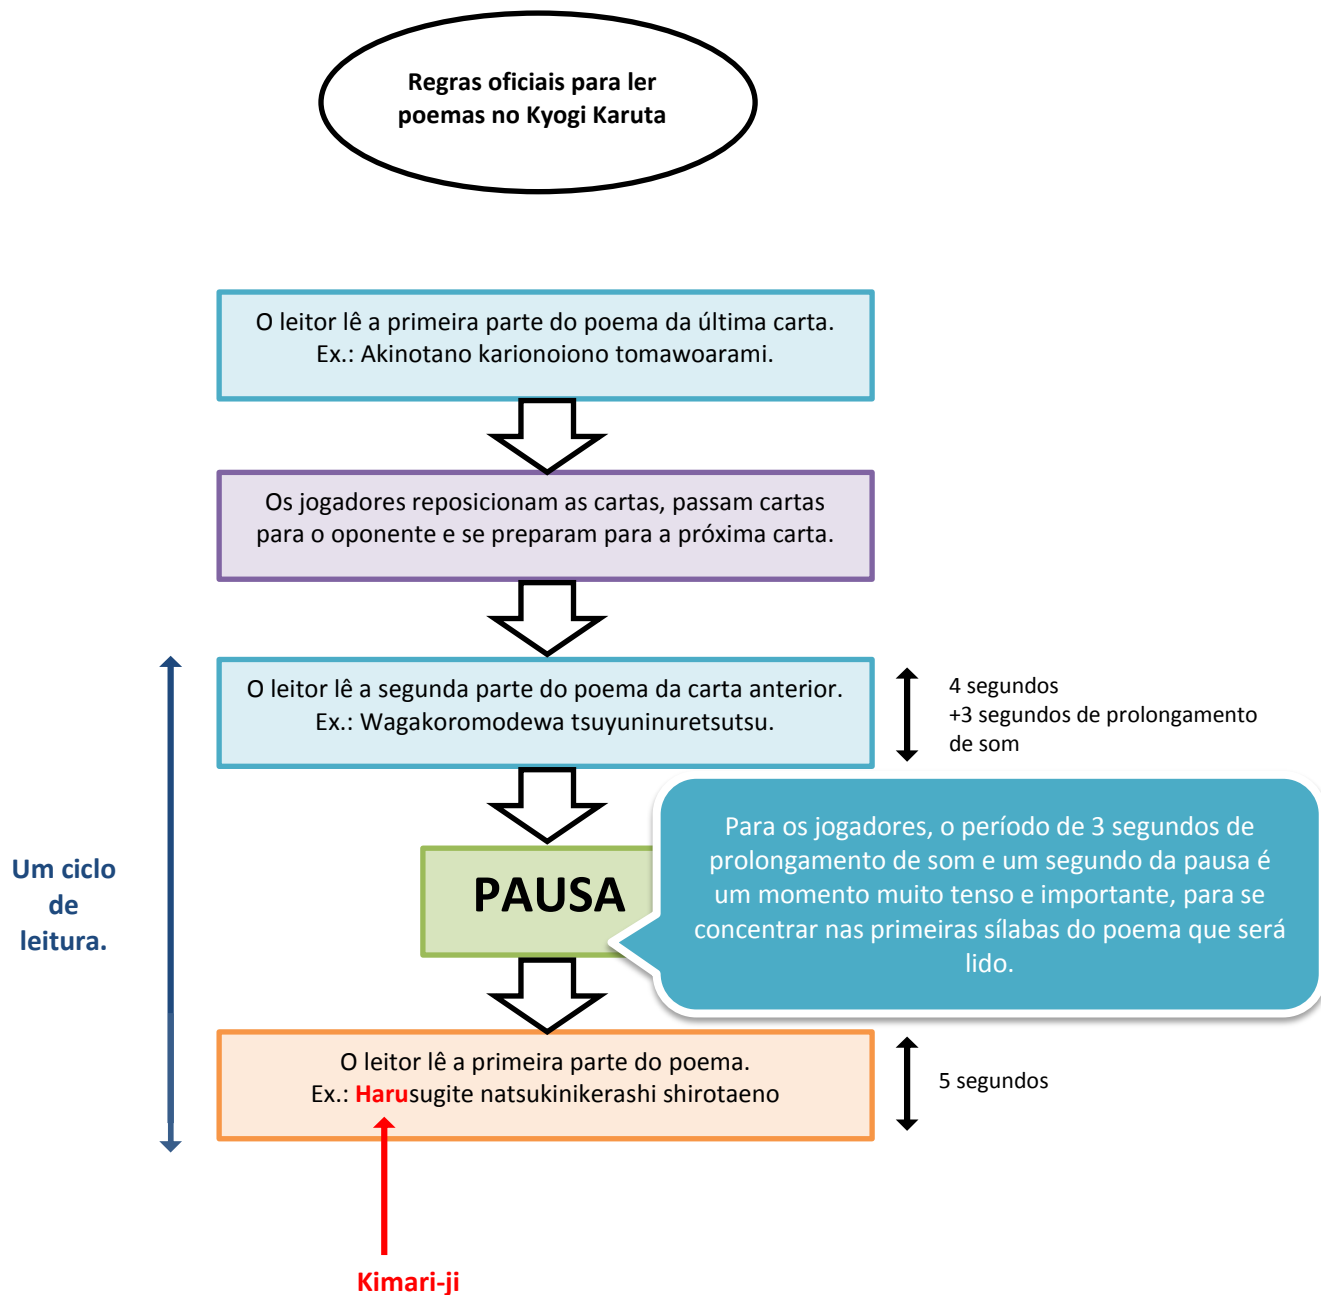 Regras oficiais para ler
poemas no Kyogi Karuta
O leitor lê a primeira parte do poema da última carta.
Ex.: Akinotano karionoiono tomawoarami.
Os jogadores reposicionam as cartas, passam cartas
para o oponente e se preparam para a próxima carta.
O leitor lê a segunda parte do poema da carta anterior.
Ex.: Wagakoromodewa tsuyuninuretsutsu.
4 segundos
+3 segundos de prolongamento
de som
PAUSA
Para os jogadores, o período de 3 segundos de
prolongamento de som e um segundo da pausa é
um momento muito tenso e importante, para se
concentrar nas primeiras sílabas do poema que será
lido.
Um ciclo
de
leitura.
O leitor lê a primeira parte do poema.
Ex.: Harusugite natsukinikerashi shirotaeno
5 segundos
Kimari-ji